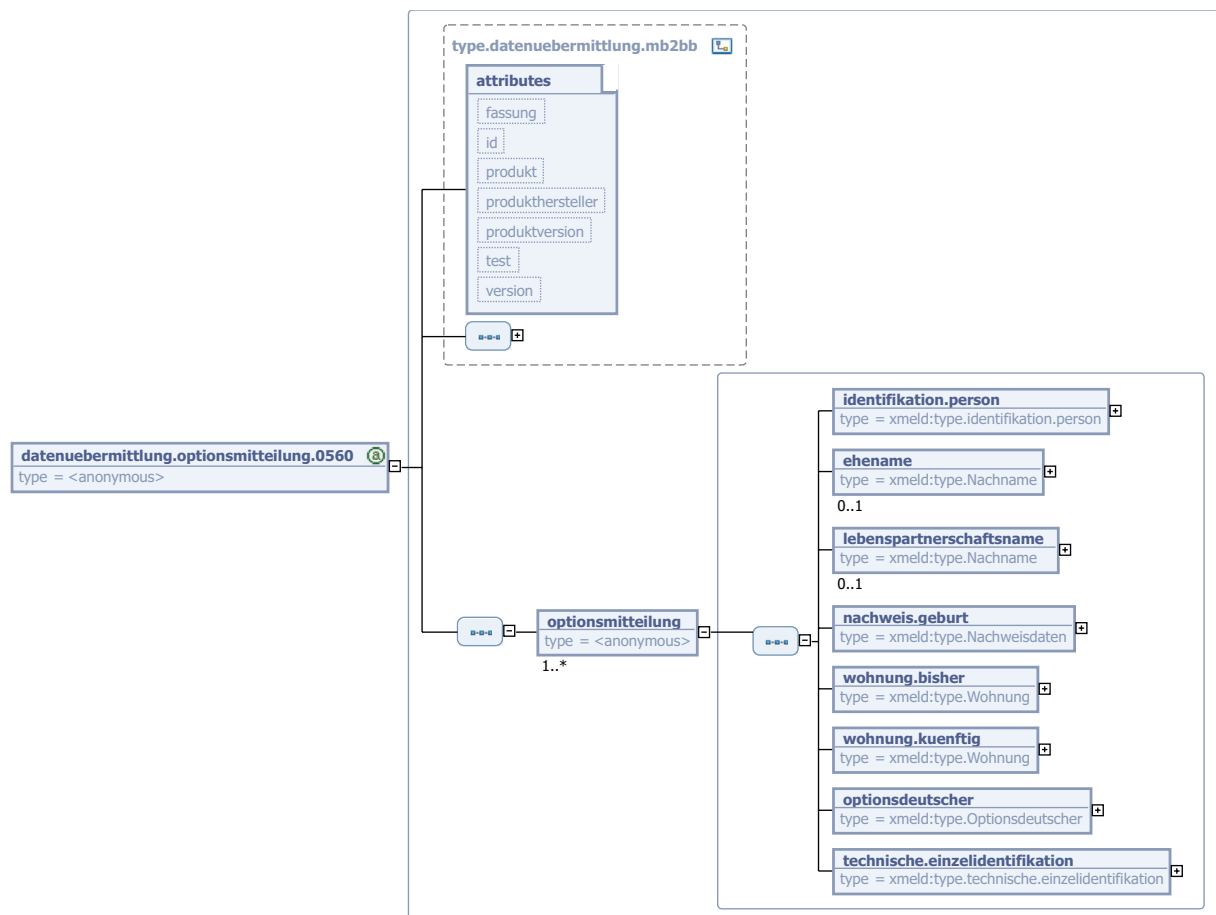 type.datenuebermittlung.mb2bb
attributes
fassung
id
produkt
produkthersteller
produktversion
test
version
datenuebermittlung.optionsmitteilung.0560
type = <anonymous>
optionsmitteilung
type = <anonymous>
1..*
identifikation.person
type = xmeld:type.identifikation.person
ehename
type = xmeld:type.Nachname
0..1
lebenspartnerschaftsname
type = xmeld:type.Nachname
0..1
nachweis.geburt
type = xmeld:type.Nachweisdaten
wohnung.bisher
type = xmeld:type.Wohnung
wohnung.kuenftig
type = xmeld:type.Wohnung
optionsdeutscher
type = xmeld:type.Optionsdeutscher
technische.einzelidentifikation
type = xmeld:type.technische.einzelidentifikation